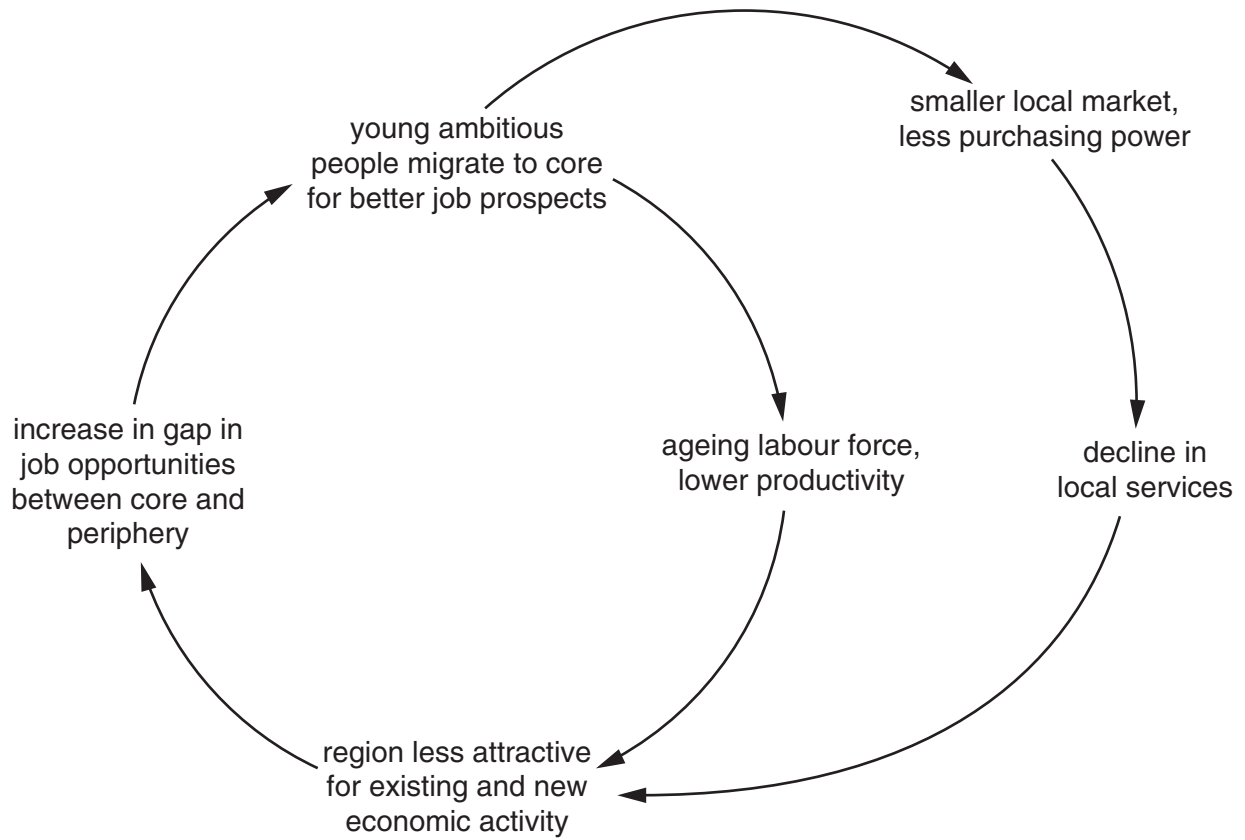 young ambitious
people migrate to core
for better job prospects
smaller local market,
less purchasing power
increase in gap in
job opportunities
between core and
periphery
ageing labour force,
lower productivity
decline in
local services
region less attractive
for existing and new
economic activity